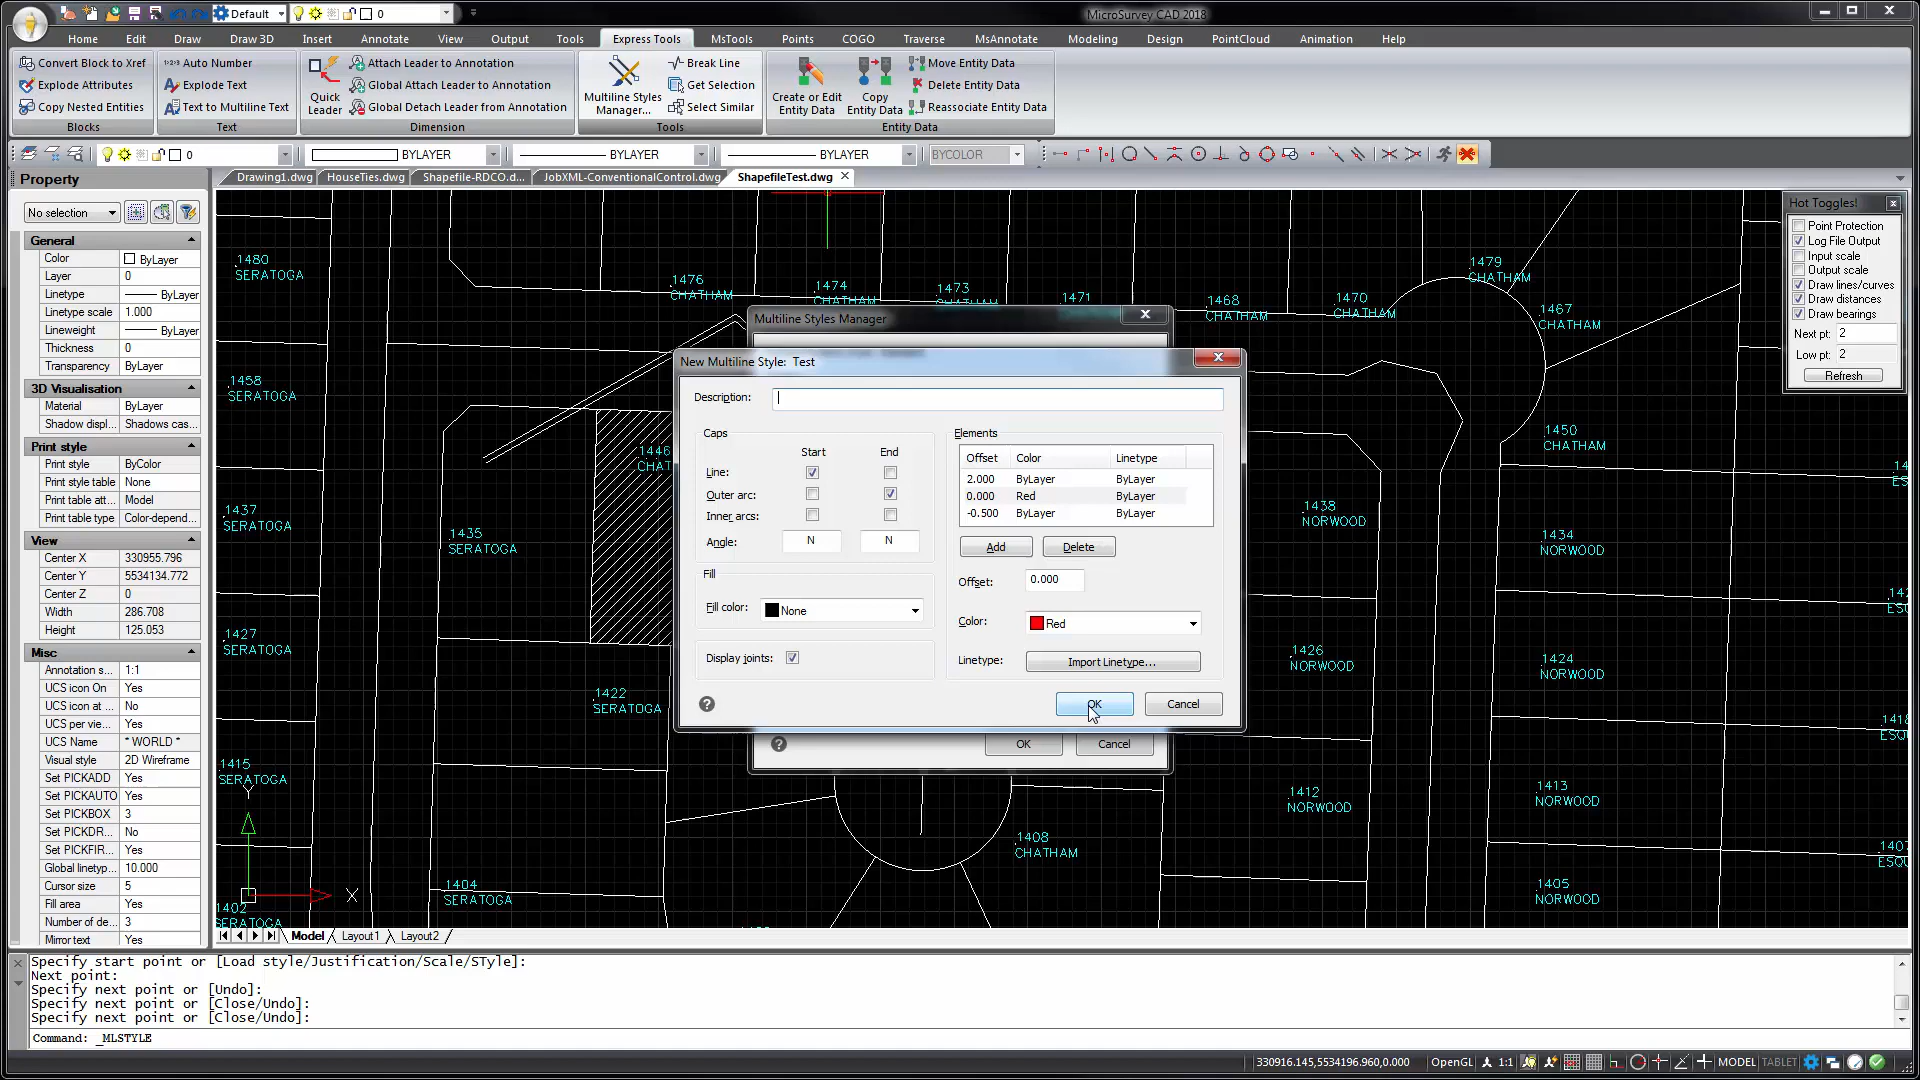 MicroSurvey CAD 2018
Default
0
Home Edit Draw Draw 3D Insert Annotate View Output Tools Express Tools MsTools Points COGO Traverse MsAnnotate Modeling Design PointCloud Animation Help
Convert Block to Xref
Explode Attributes
Copy Nested Entities
Blocks
Auto Number
Explode Text
Text to Multiline Text
Text
Quick Leader
Attach Leader to Annotation
Global Attach Leader to Annotation
Global Detach Leader from Annotation
Dimension
Multiline Styles Manager...
Break Line
Get Selection
Select Similar
Tools
Create or Edit Entity Data
Copy Entity Data
Move Entity Data
Delete Entity Data
Reassociate Entity Data
Entity Data
0 BYLAYER BYLAYER BYLAYER BYCOLOR
Property
Drawing1.dwg HouseTies.dwg Shapefile-RDCO.d... JobXML-ConventionalControl.dwg ShapefileTest.dwg
No selection
General
Color ByLayer
Layer 0
Linetype ByLayer
Linetype scale 1.000
Lineweight ByLayer
Thickness 0
Transparency ByLayer
3D Visualisation
Material ByLayer
Shadow displ... Shadows cas...
Print style
Print style ByColor
Print style table None
Print table att... Model
Print table type Color-depend...
View
Center X 330955.796
Center Y 5534134.772
Center Z 0
Width 286.708
Height 125.053
Misc
Annotation s... 1:1
UCS icon On Yes
UCS icon at ... No
UCS per vie... Yes
UCS Name * WORLD *
Visual style 2D Wireframe
Set PICKADD Yes
Set PICKAUTO Yes
Set PICKBOX 3
Set PICKDR... No
Set PICKFIR... Yes
Global linetyp... 10.000
Cursor size 5
Fill area Yes
Number of de... 3
Mirror text Yes
Hot Toggles!
Point Protection
Log File Output
Input scale
Output scale
Draw lines/curves
Draw distances
Draw bearings
Next pt: 2
Low pt: 2
Refresh
1480
SERATOGA
1476
CHATHAM
1474
CHATHAM
1473
CHATHAM
1471
1468
CHATHAM
1470
CHATHAM
1479
CHATHAM
1467
CHATHAM
1458
SERATOGA
1446
CHAT
1450
CHATHAM
1437
SERATOGA
1435
SERATOGA
1438
NORWOOD
1434
NORWOOD
1427
SERATOGA
1426
NORWOOD
1424
NORWOOD
1422
SERATOGA
1418
ESQU
1415
SERATOGA
1412
NORWOOD
1413
NORWOOD
1408
CHATHAM
1407
ESQU
1404
SERATOGA
1405
NORWOOD
1402
SERATOGA
Y
X
Multiline Styles Manager
OK Cancel
New Multiline Style: Test
Description:
Caps
Start End
Line:
Outer arc:
Inner arcs:
Angle: N N
Fill
Fill color: None
Display joints:
Elements
Offset Color Linetype
2.000 ByLayer ByLayer
0.000 Red ByLayer
-0.500 ByLayer ByLayer
Add Delete
Offset: 0.000
Color: Red
Linetype: Import Linetype...
OK Cancel
Model Layout1 Layout2
Specify start point or [Load style/Justification/Scale/STyle]:
Next point:
Specify next point or [Undo]:
Specify next point or [Close/Undo]:
Specify next point or [Close/Undo]:
Command: _MLSTYLE
330916.145,5534196.960,0.000 OpenGL 1:1 MODEL TABLET